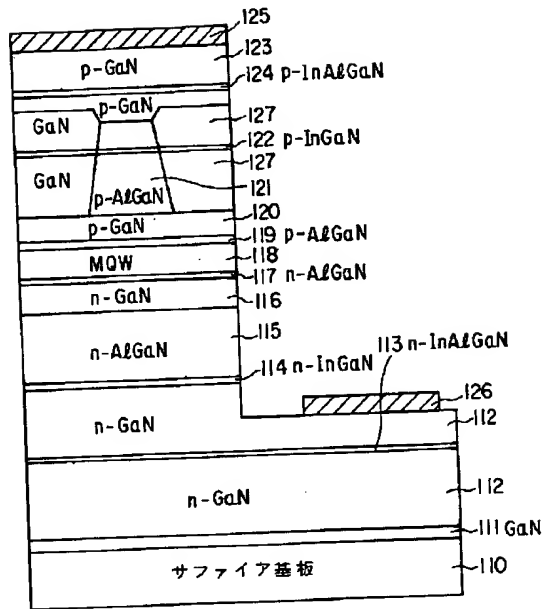 125
123
p-GaN
124 p-InAlGaN
p-GaN
GaN
127
122 p-InGaN
127
GaN
p-AlGaN
121
120
p-GaN
119 p-AlGaN
118
MQW
117 n-AlGaN
n-GaN
116
115
n-AlGaN
113 n-InAlGaN
114 n-InGaN
126
n-GaN
112
n-GaN
112
111 GaN
サファイア基板
110